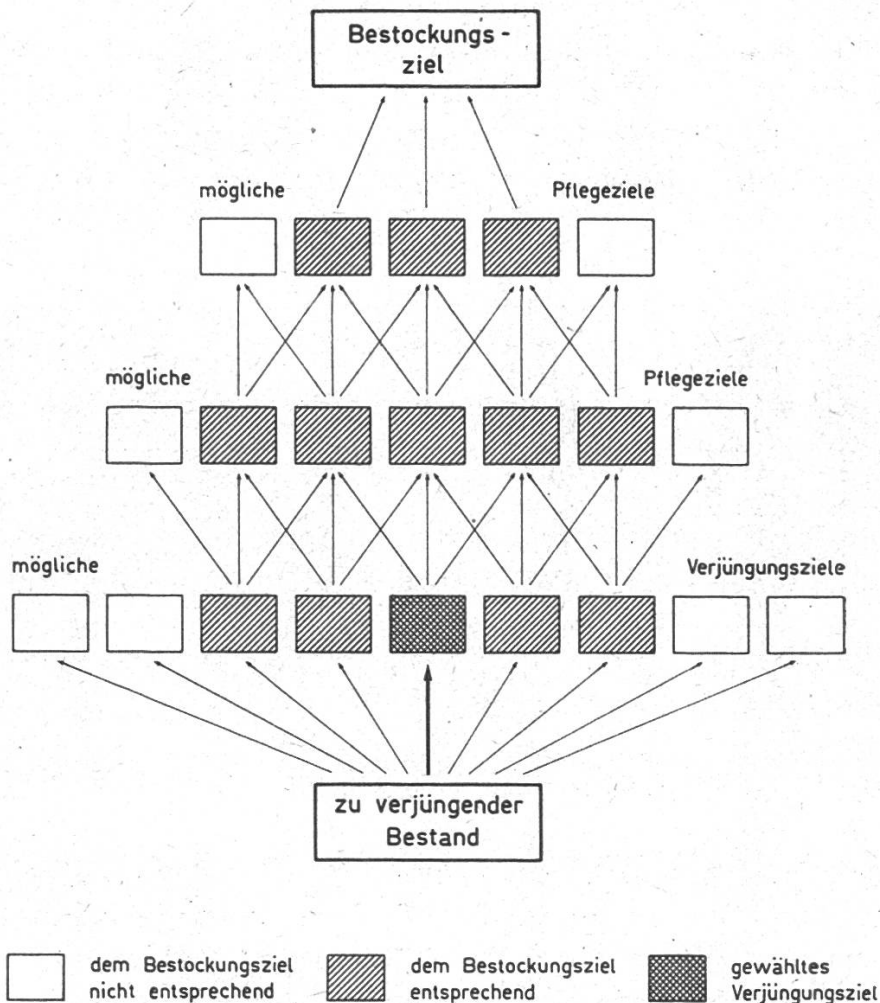 Bestockungs-
ziel
mögliche Pflegeziele
mögliche Pflegeziele
mögliche Verjüngungsziele
zu verjüngender
Bestand
dem Bestockungsziel
nicht entsprechend
dem Bestockungsziel
entsprechend
gewähltes
Verjüngungsziel